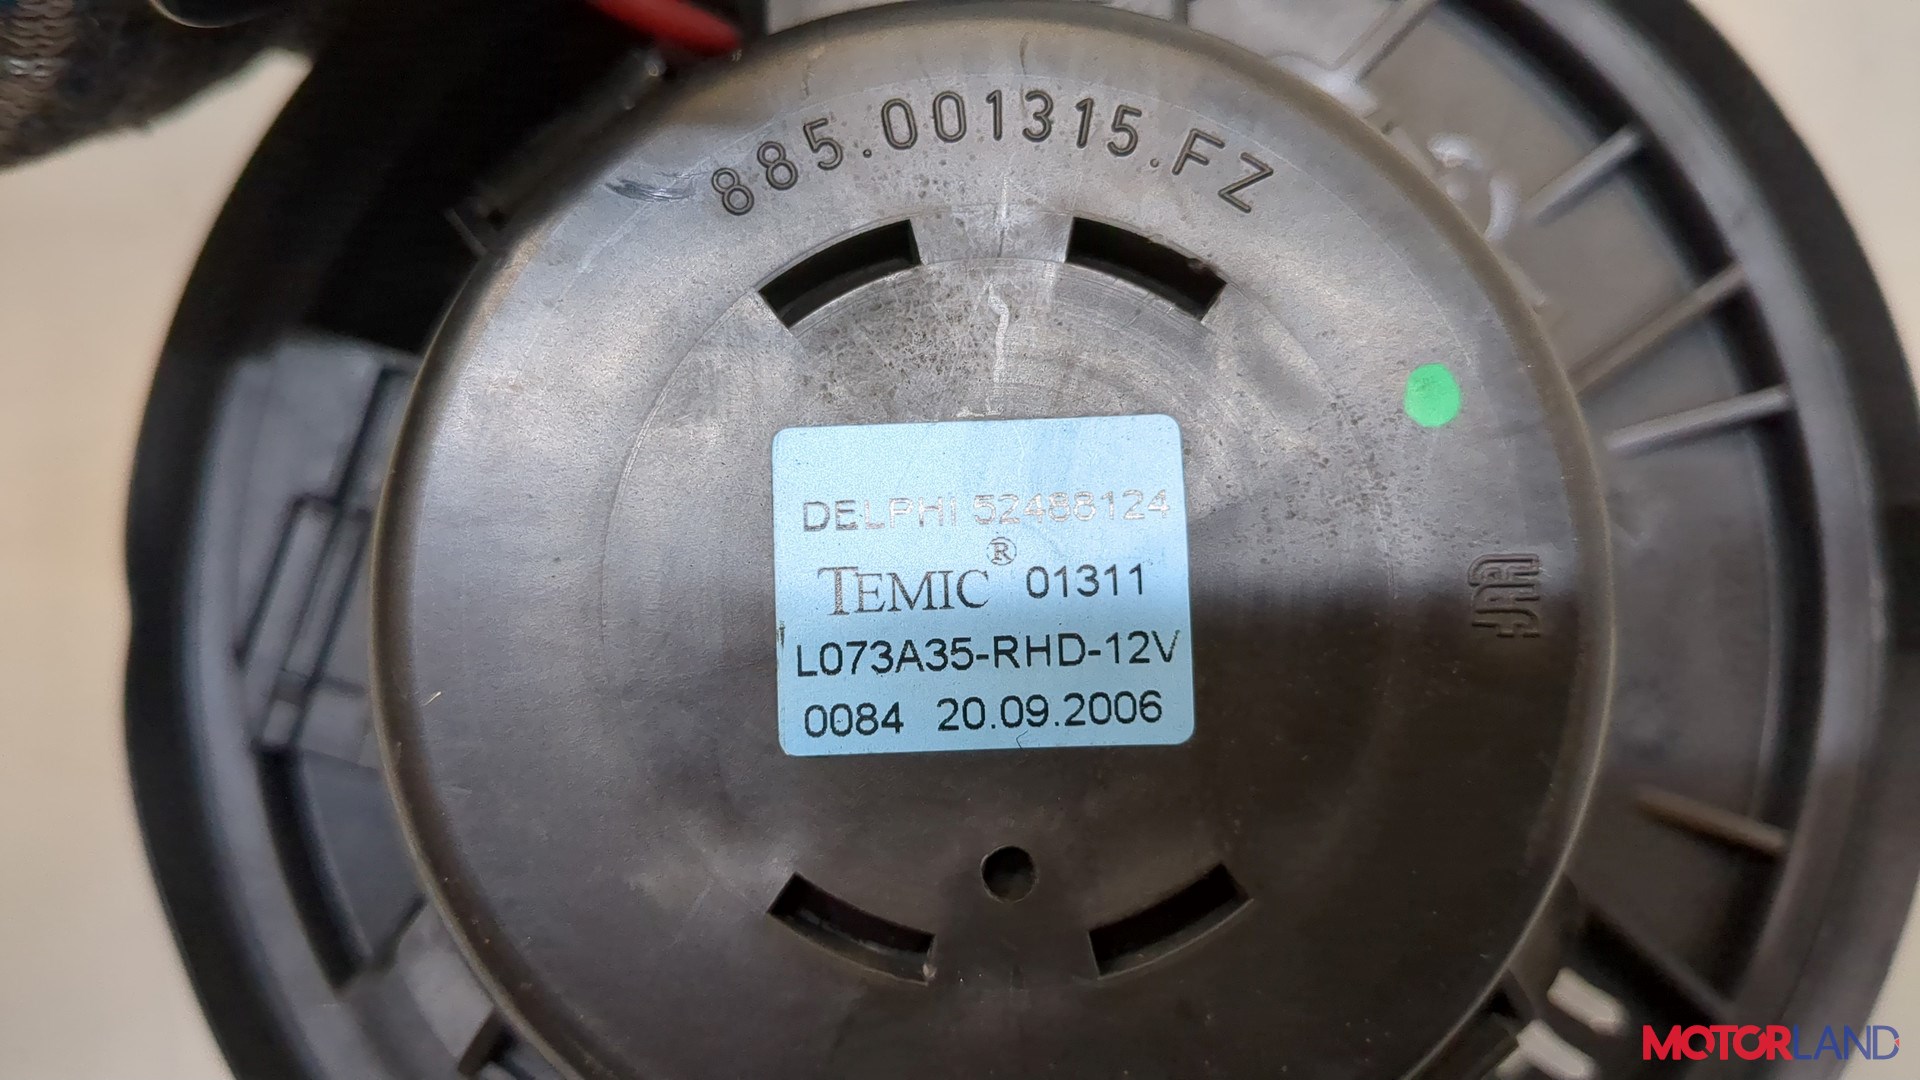 885.001315.FZ
DELPHI 52488124
TEMIC® 01311
L073A35-RHD-12V
0084 20.09.2006
MOTORLAND